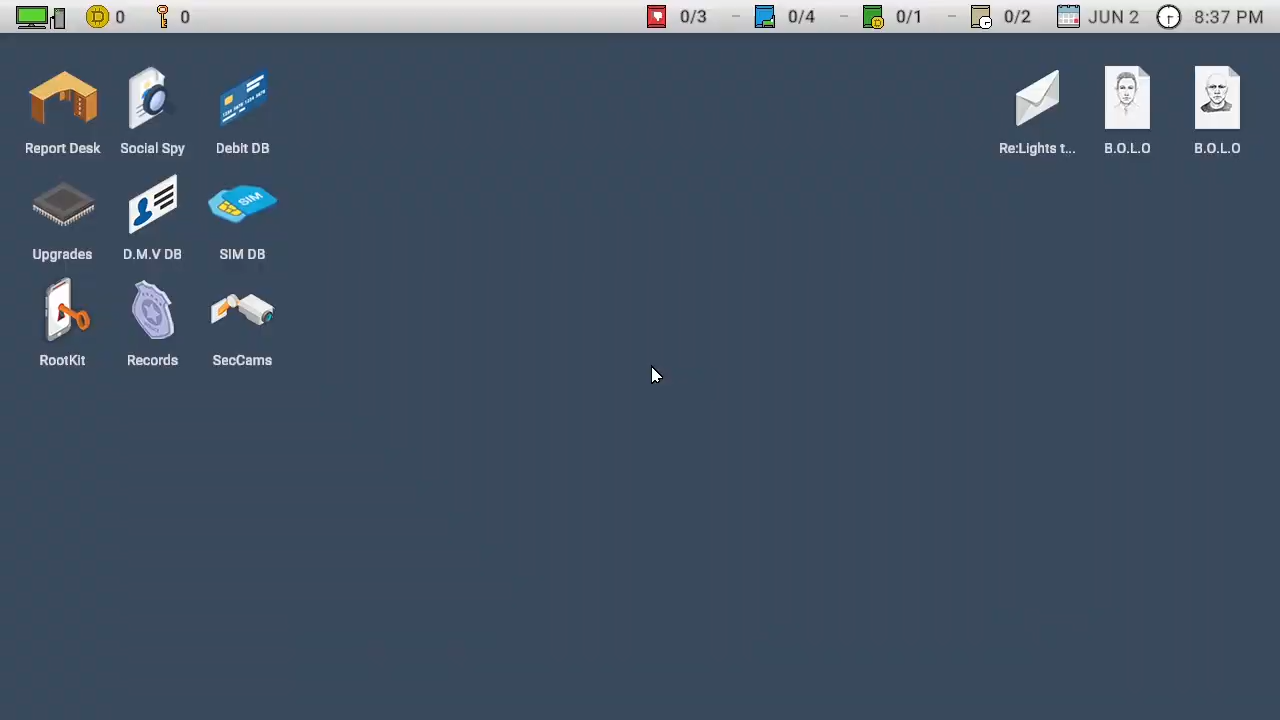 0 0 0/3 - 0/4 - 0/1 - 0/2 JUN 2 8:37 PM
Report Desk Social Spy Debit DB Re:Lights t... B.O.L.O B.O.L.O
SIM
Upgrades D.M.V DB SIM DB
RootKit Records SecCams